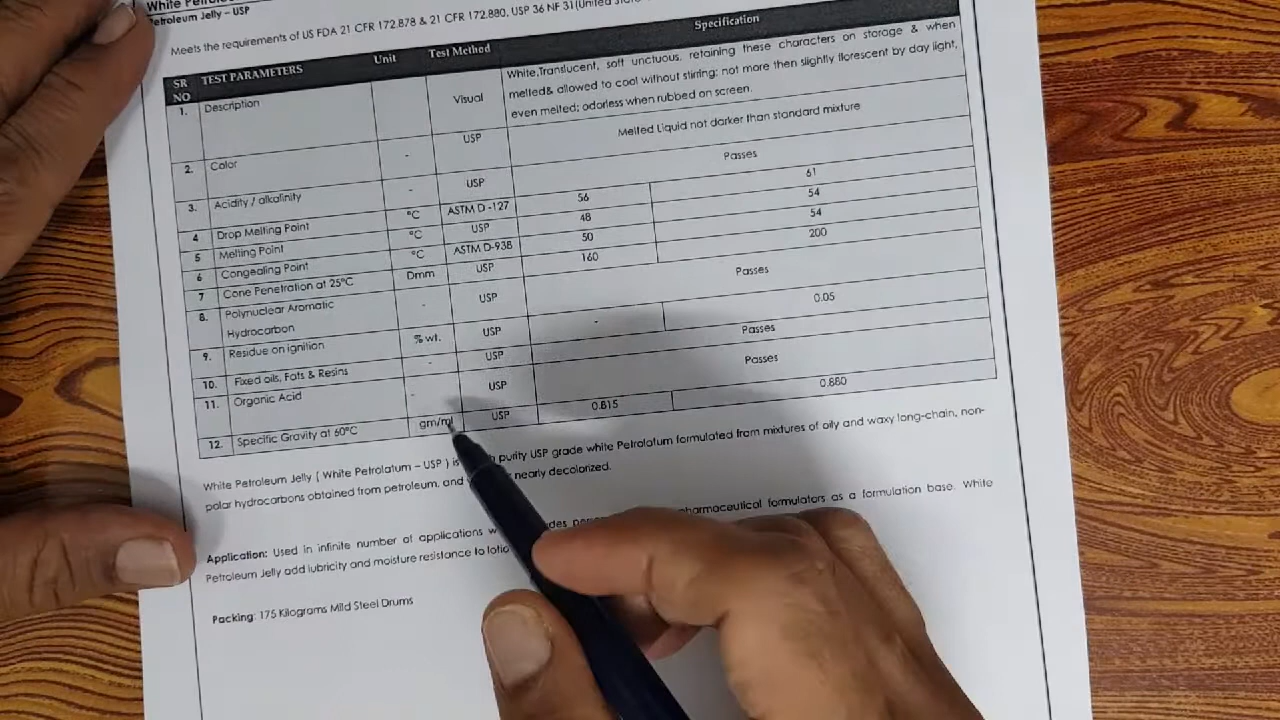 White
Petroleum Jelly – USP
Meets the requirements of US FDA 21 CFR 172.878 & 21 CFR 172.880, USP 36 NF 31(United
SR NO TEST PARAMETERS Unit Test Method Specification
1. Description Visual White,Translucent, soft unctuous, retaining these characters on storage & when
melted& allowed to cool without stirring; not more then slightly florescent by day light,
even melted; odorless when rubbed on screen.
2. Color - USP Melted Liquid not darker than standard mixture
3. Acidity / alkalinity - USP Passes
4 Drop Melting Point °C ASTM D -127 56 61
5 Melting Point °C USP 48 54
6 Congealing Point °C ASTM D-938 50 54
7 Cone Penetration at 25°C Dmm USP 160 200
8. Polynuclear Aromatic
Hydrocarbon - USP Passes
9. Residue on ignition % wt. USP - 0.05
10. Fixed oils, Fats & Resins - USP Passes
11. Organic Acid - USP Passes
12. Specific Gravity at 60°C gm/ml USP 0.815 0.880
White Petroleum Jelly ( White Petrolatum – USP ) is purity USP grade white Petrolatum formulated from mixtures of oily and waxy long-chain, non-
polar hydrocarbons obtained from petroleum, and nearly decolorized.
Application: Used in infinite number of applications pharmaceutical formulators as a formulation base. White
Petroleum Jelly add lubricity and moisture resistance to
Packing: 175 Kilograms Mild Steel Drums